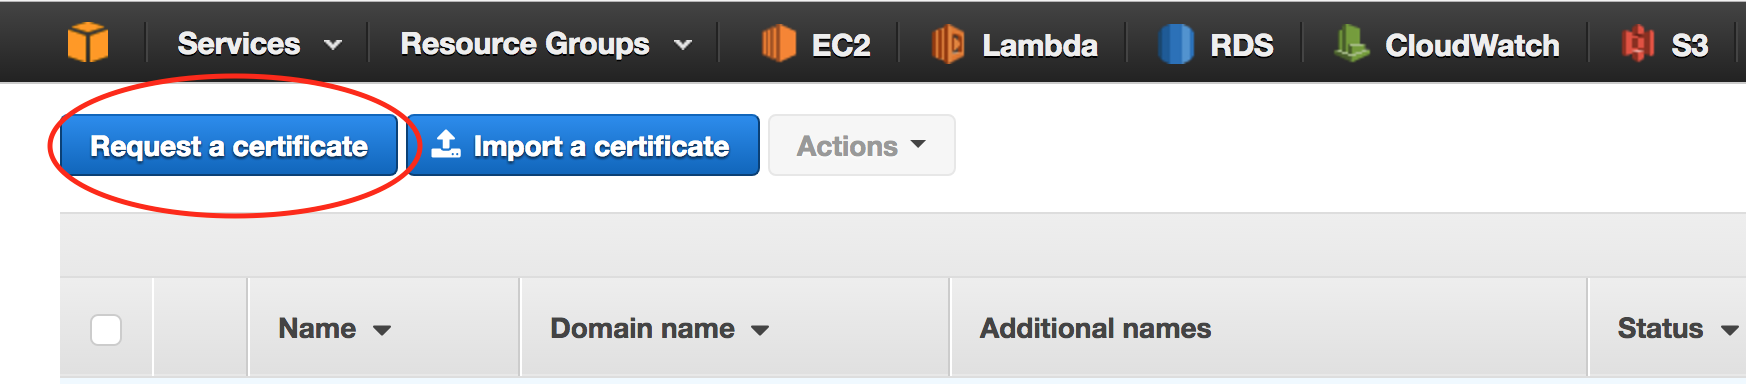 Services Resource Groups EC2 Lambda RDS CloudWatch S3
Request a certificate Import a certificate Actions
Name Domain name Additional names Status